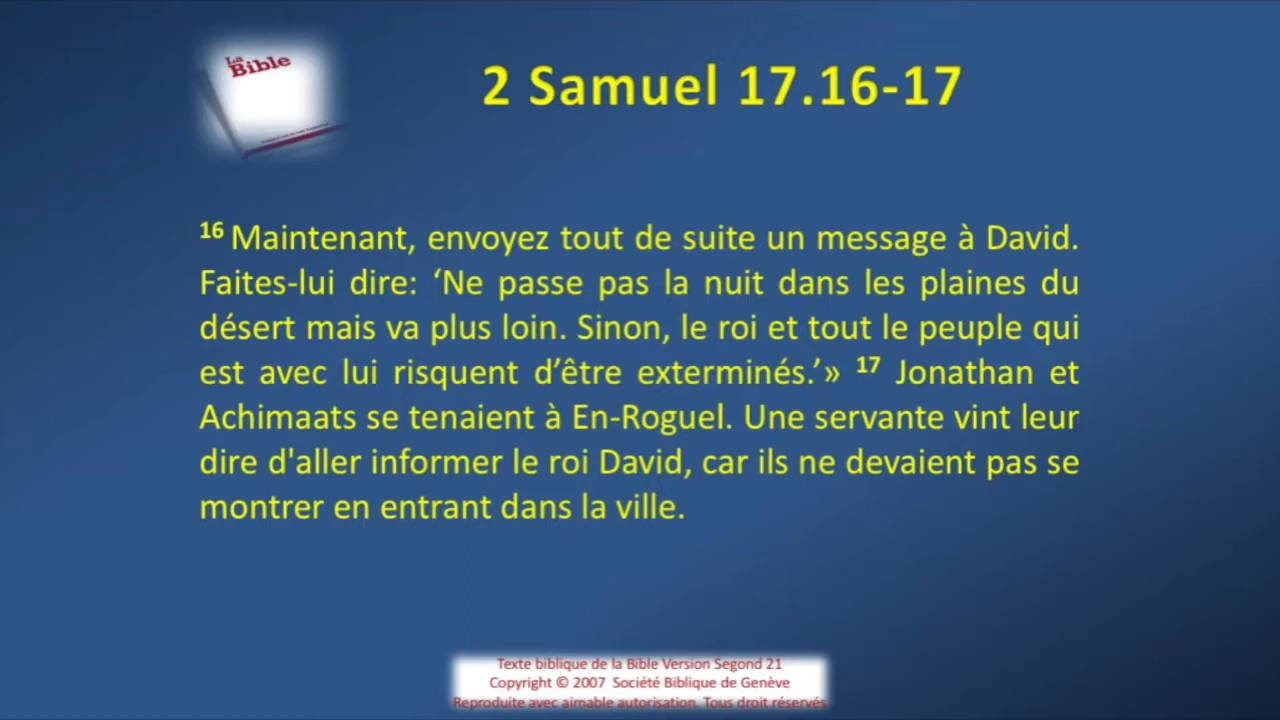 La
Bible
2 Samuel 17.16-17
16 Maintenant, envoyez tout de suite un message à David.
Faites-lui dire: ‘Ne passe pas la nuit dans les plaines du
désert mais va plus loin. Sinon, le roi et tout le peuple qui
est avec lui risquent d’être exterminés.’» 17 Jonathan et
Achimaats se tenaient à En-Roguel. Une servante vint leur
dire d'aller informer le roi David, car ils ne devaient pas se
montrer en entrant dans la ville.
Texte biblique de la Bible Version Segond 21
Copyright © 2007 Société Biblique de Genève
Reproduite avec aimable autorisation. Tous droit réservés